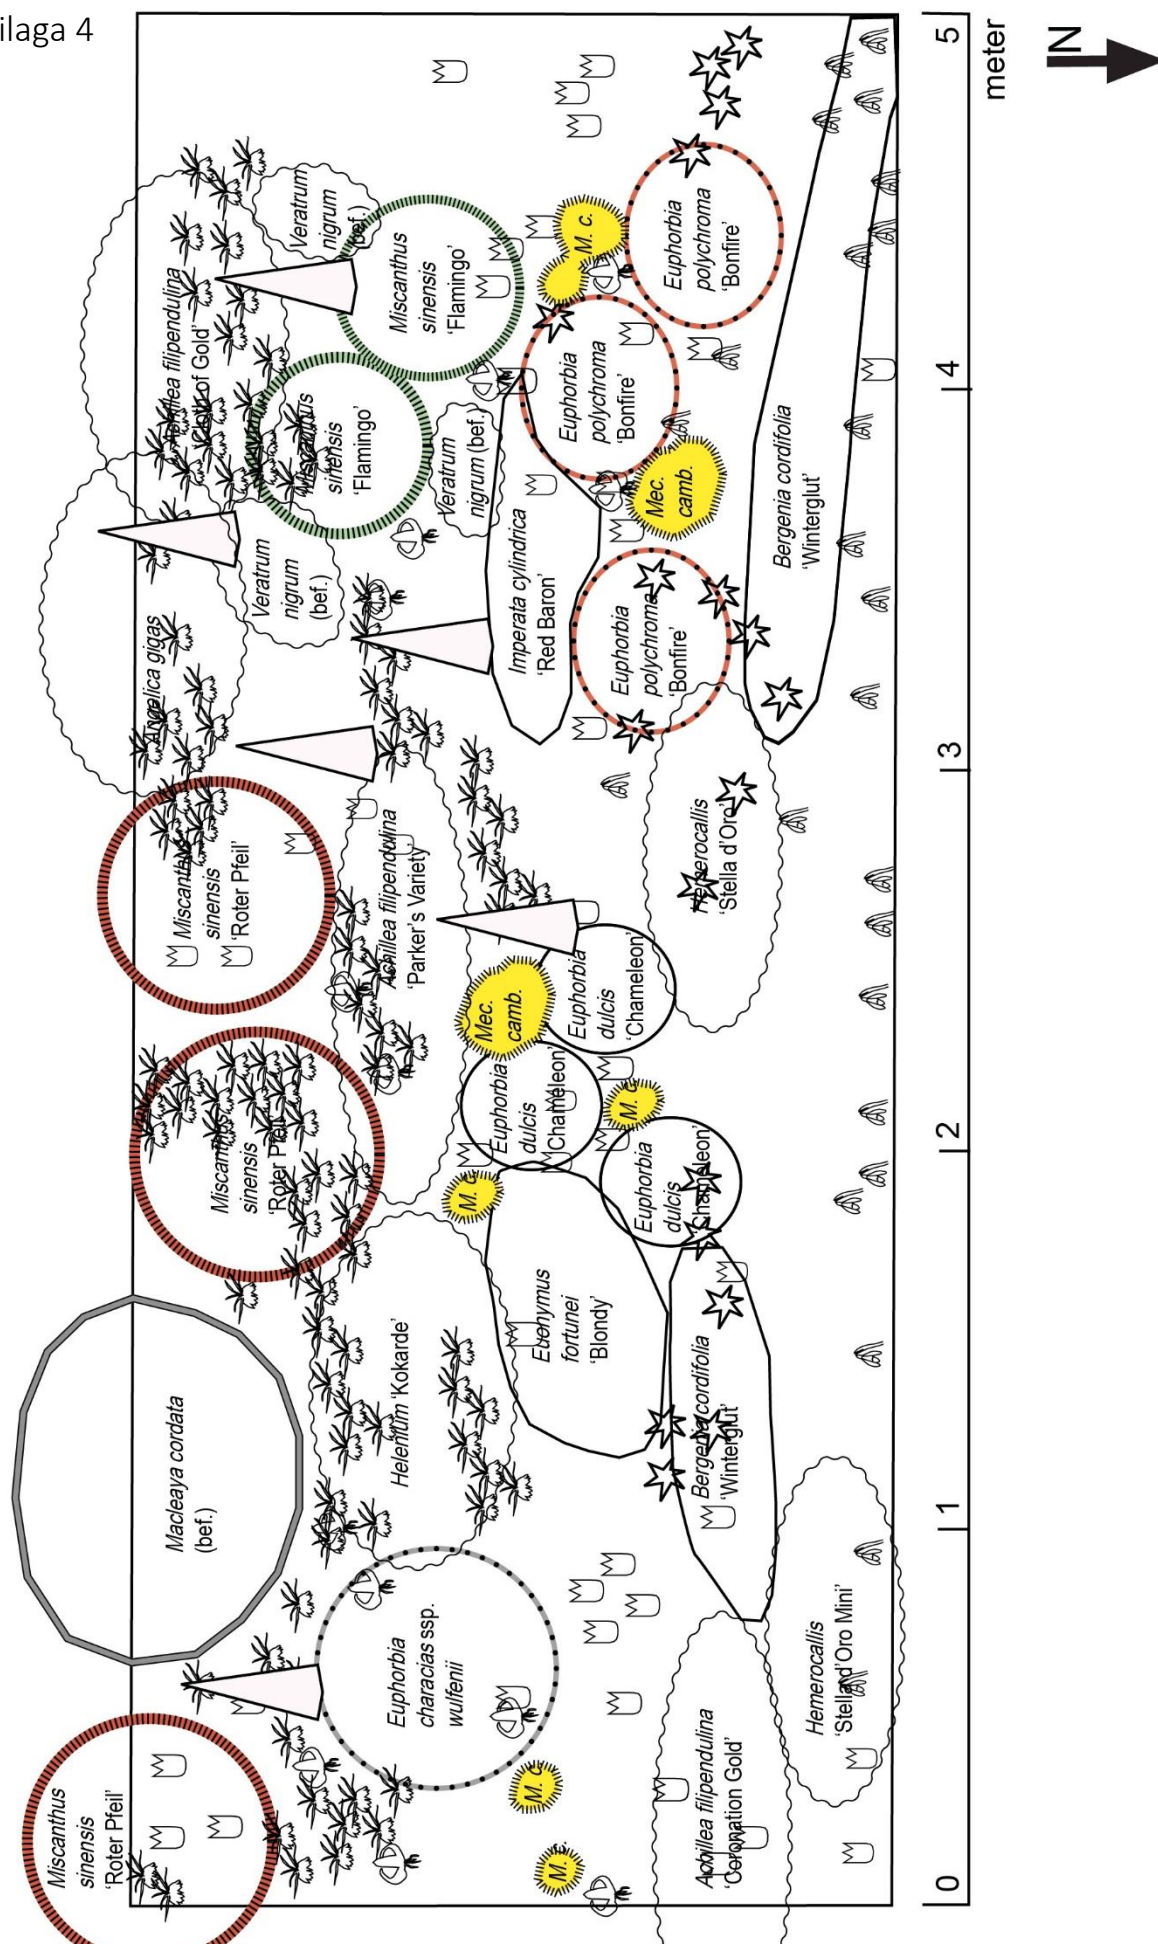 ilaga 4
5
meter
N
4
3
2
1
0
Veratrum
nigrum
(bef.)
Achillea filipendulina
'Cloth of Gold'
Miscanthus
sinensis
'Flamingo'
M. c.
Euphorbia
polychroma
'Bonfire'
Miscanthus
sinensis
'Flamingo'
Veratrum
nigrum (bef.)
Euphorbia
polychroma
'Bonfire'
Mec.
camb.
Bergenia cordifolia
'Winterglut'
Angelica gigas
Veratrum
nigrum
(bef.)
Imperata cylindrica
'Red Baron'
Euphorbia
polychroma
'Bonfire'
Miscanthus
sinensis
'Roter Pfeil'
Achillea filipendulina
'Parker's Variety'
Hemerocallis
'Stella d'Oro'
Mec.
camb.
Euphorbia
dulcis
'Chameleon'
Miscanthus
sinensis
'Roter Pfeil'
Euphorbia
dulcis
'Chameleon'
M. c.
M. c.
Euphorbia
dulcis
'Chameleon'
Macleaya cordata
(bef.)
Helenium 'Kokarde'
Euonymus
fortunei
'Blondy'
Bergenia cordifolia
'Winterglut'
Miscanthus
sinensis
'Roter Pfeil'
Euphorbia
characias ssp.
wulfenii
M. c.
M. c.
Achillea filipendulina
'Coronation Gold'
Hemerocallis
'Stella d'Oro Mini'